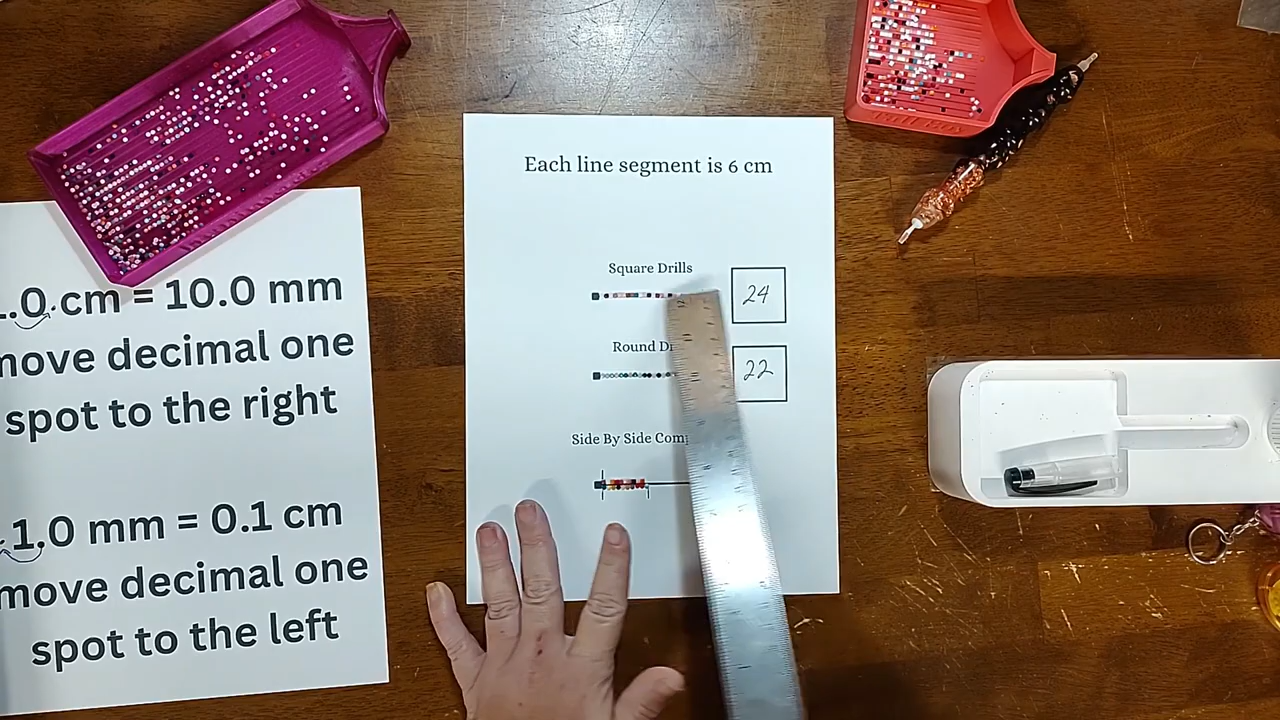 Each line segment is 6 cm
Square Drills
24
Round
22
Side By Side
.0 cm = 10.0 mm
move decimal one
spot to the right
1.0 mm = 0.1 cm
move decimal one
spot to the left